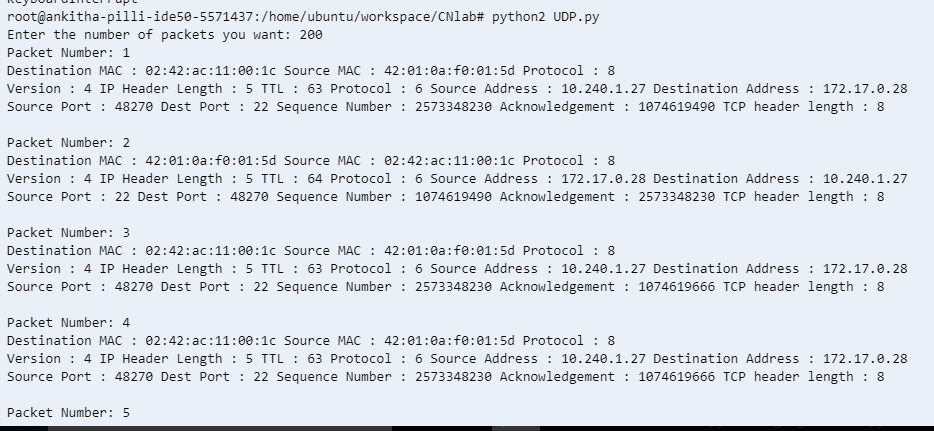 KeyboardInterrupt
root@ankitha-pilli-ide50-5571437:/home/ubuntu/workspace/CNlab# python2 UDP.py
Enter the number of packets you want: 200
Packet Number: 1
Destination MAC : 02:42:ac:11:00:1c Source MAC : 42:01:0a:f0:01:5d Protocol : 8
Version : 4 IP Header Length : 5 TTL : 63 Protocol : 6 Source Address : 10.240.1.27 Destination Address : 172.17.0.28
Source Port : 48270 Dest Port : 22 Sequence Number : 2573348230 Acknowledgement : 1074619490 TCP header length : 8
Packet Number: 2
Destination MAC : 42:01:0a:f0:01:5d Source MAC : 02:42:ac:11:00:1c Protocol : 8
Version : 4 IP Header Length : 5 TTL : 64 Protocol : 6 Source Address : 172.17.0.28 Destination Address : 10.240.1.27
Source Port : 22 Dest Port : 48270 Sequence Number : 1074619490 Acknowledgement : 2573348230 TCP header length : 8
Packet Number: 3
Destination MAC : 02:42:ac:11:00:1c Source MAC : 42:01:0a:f0:01:5d Protocol : 8
Version : 4 IP Header Length : 5 TTL : 63 Protocol : 6 Source Address : 10.240.1.27 Destination Address : 172.17.0.28
Source Port : 48270 Dest Port : 22 Sequence Number : 2573348230 Acknowledgement : 1074619666 TCP header length : 8
Packet Number: 4
Destination MAC : 02:42:ac:11:00:1c Source MAC : 42:01:0a:f0:01:5d Protocol : 8
Version : 4 IP Header Length : 5 TTL : 63 Protocol : 6 Source Address : 10.240.1.27 Destination Address : 172.17.0.28
Source Port : 48270 Dest Port : 22 Sequence Number : 2573348230 Acknowledgement : 1074619666 TCP header length : 8
Packet Number: 5